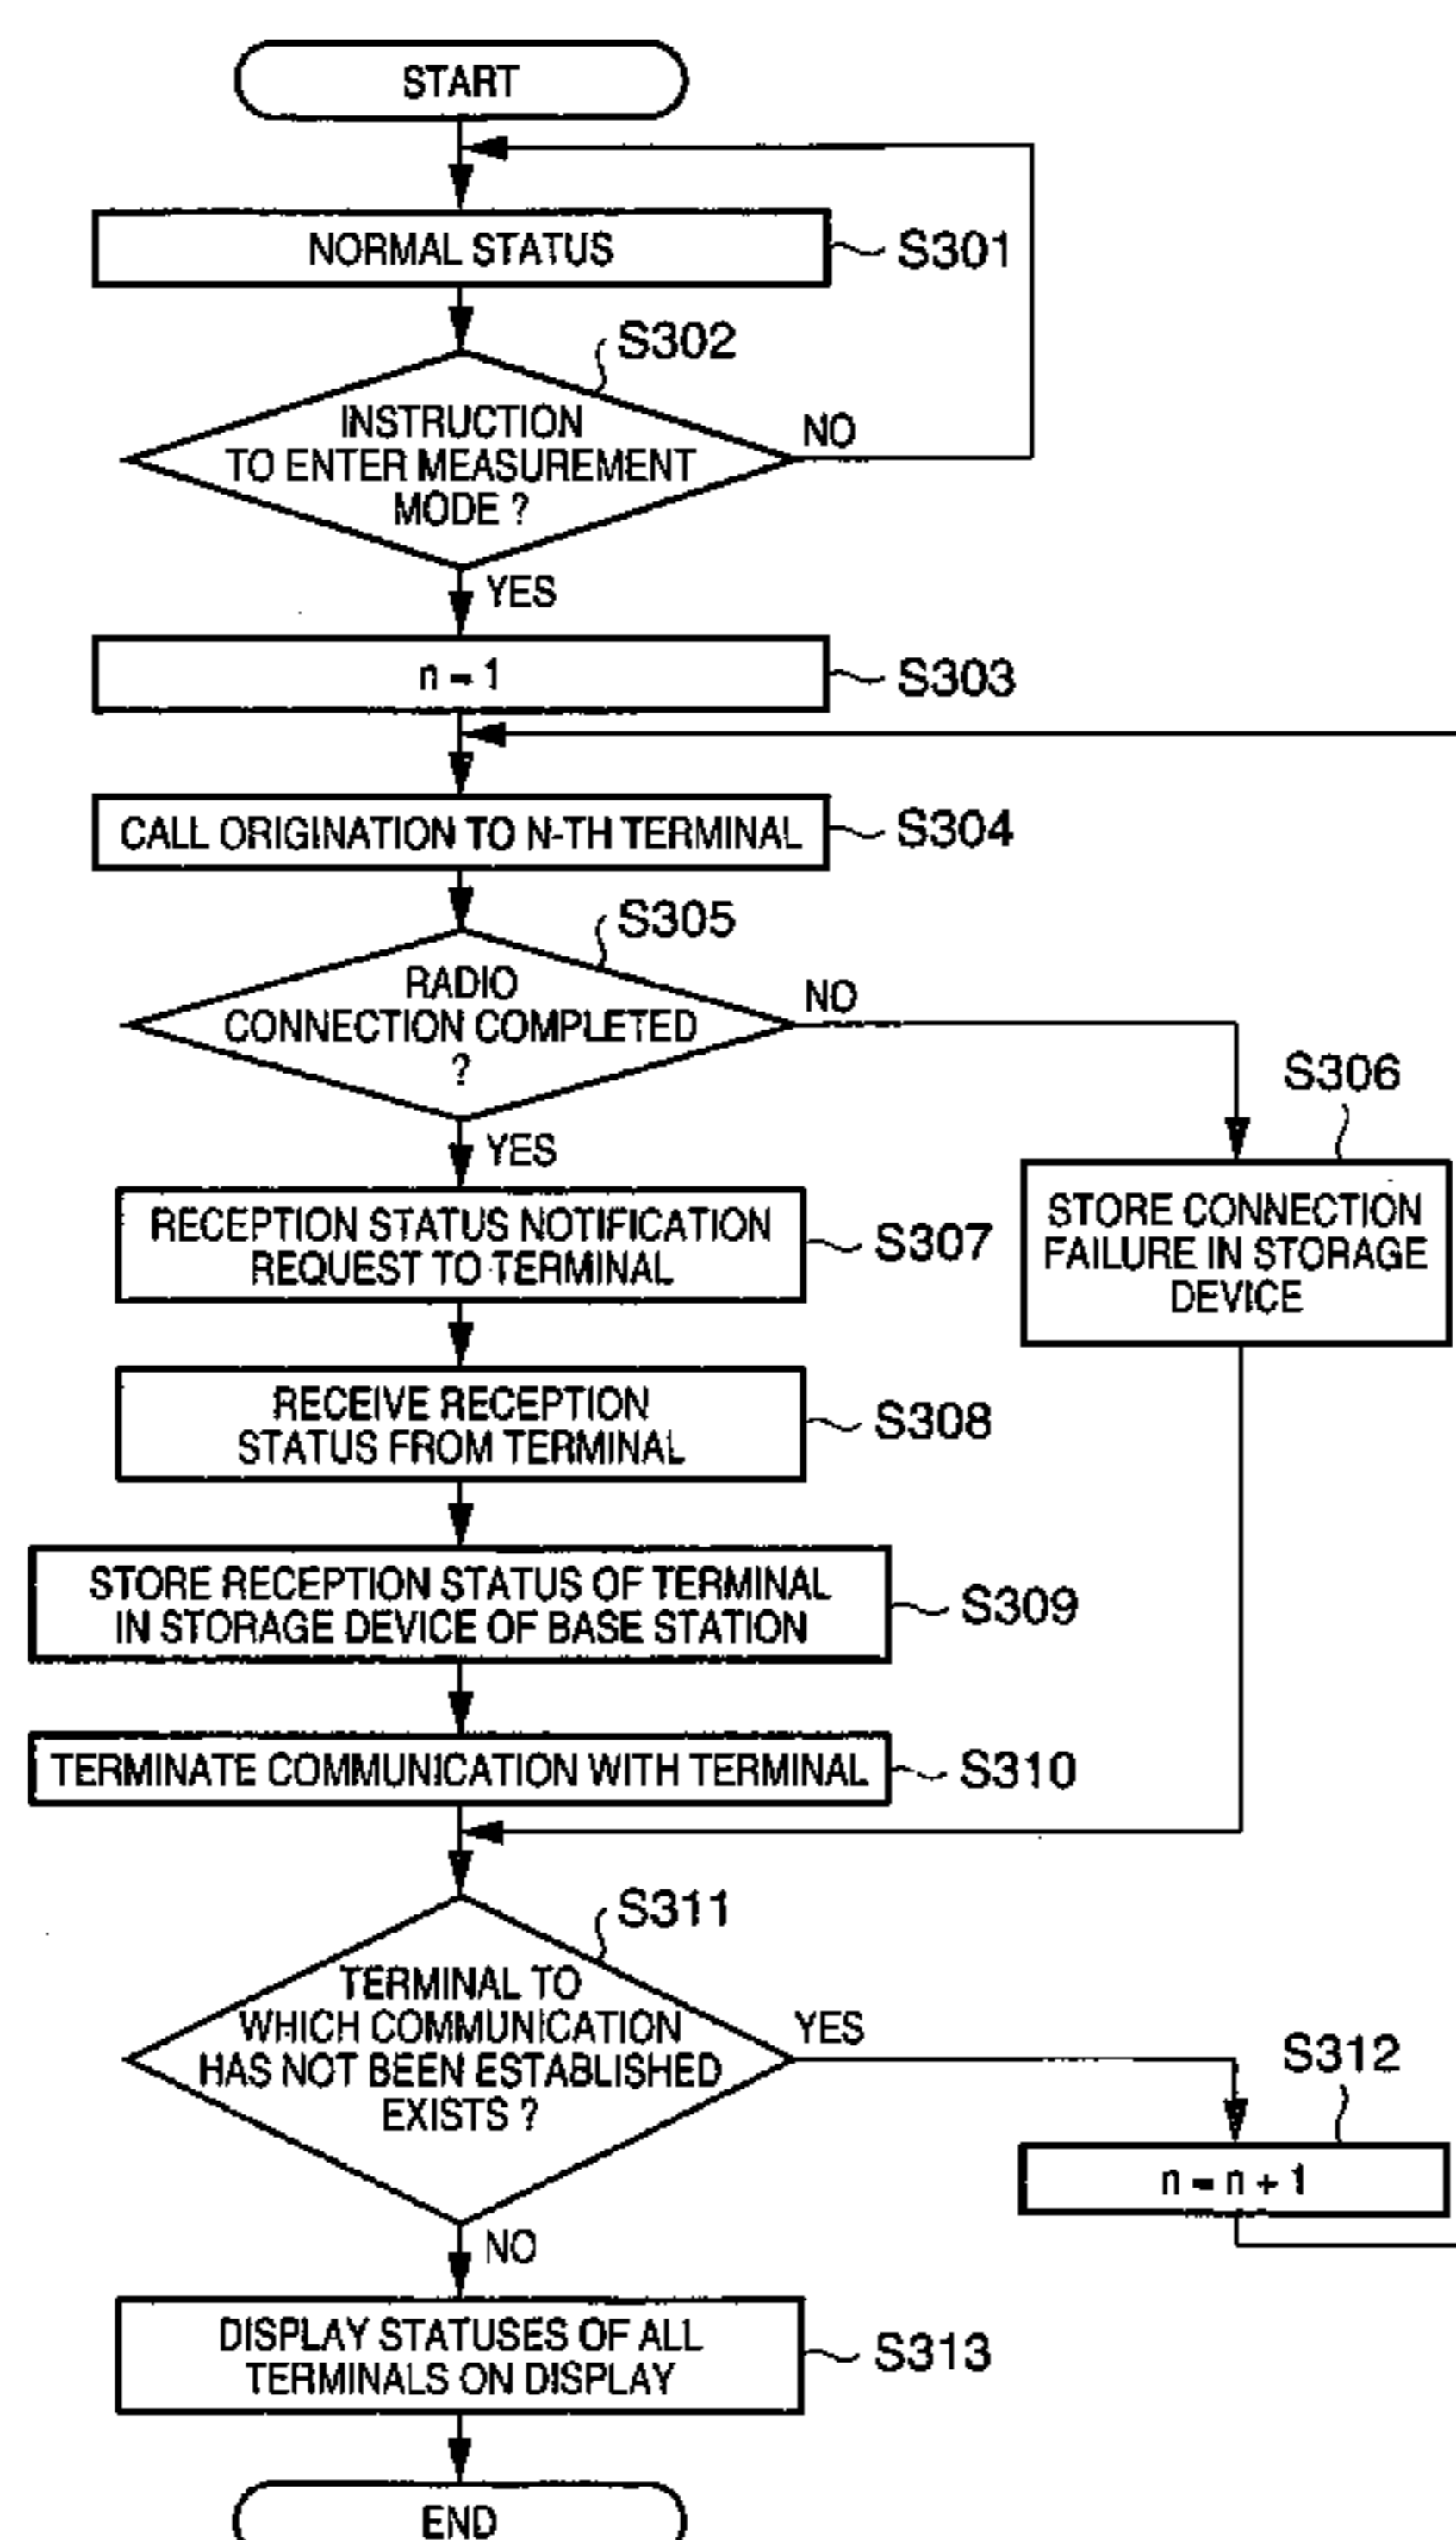 START
NORMAL STATUS
S301
S302
INSTRUCTION
TO ENTER MEASUREMENT
MODE ?
NO
YES
n = 1
S303
CALL ORIGINATION TO N-TH TERMINAL
S304
S305
RADIO
CONNECTION COMPLETED
?
NO
YES
S306
STORE CONNECTION
FAILURE IN STORAGE
DEVICE
RECEPTION STATUS NOTIFICATION
REQUEST TO TERMINAL
S307
RECEIVE RECEPTION
STATUS FROM TERMINAL
S308
STORE RECEPTION STATUS OF TERMINAL
IN STORAGE DEVICE OF BASE STATION
S309
TERMINATE COMMUNICATION WITH TERMINAL
S310
S311
TERMINAL TO
WHICH COMMUNICATION
HAS NOT BEEN ESTABLISHED
EXISTS ?
YES
S312
n = n + 1
NO
DISPLAY STATUSES OF ALL
TERMINALS ON DISPLAY
S313
END